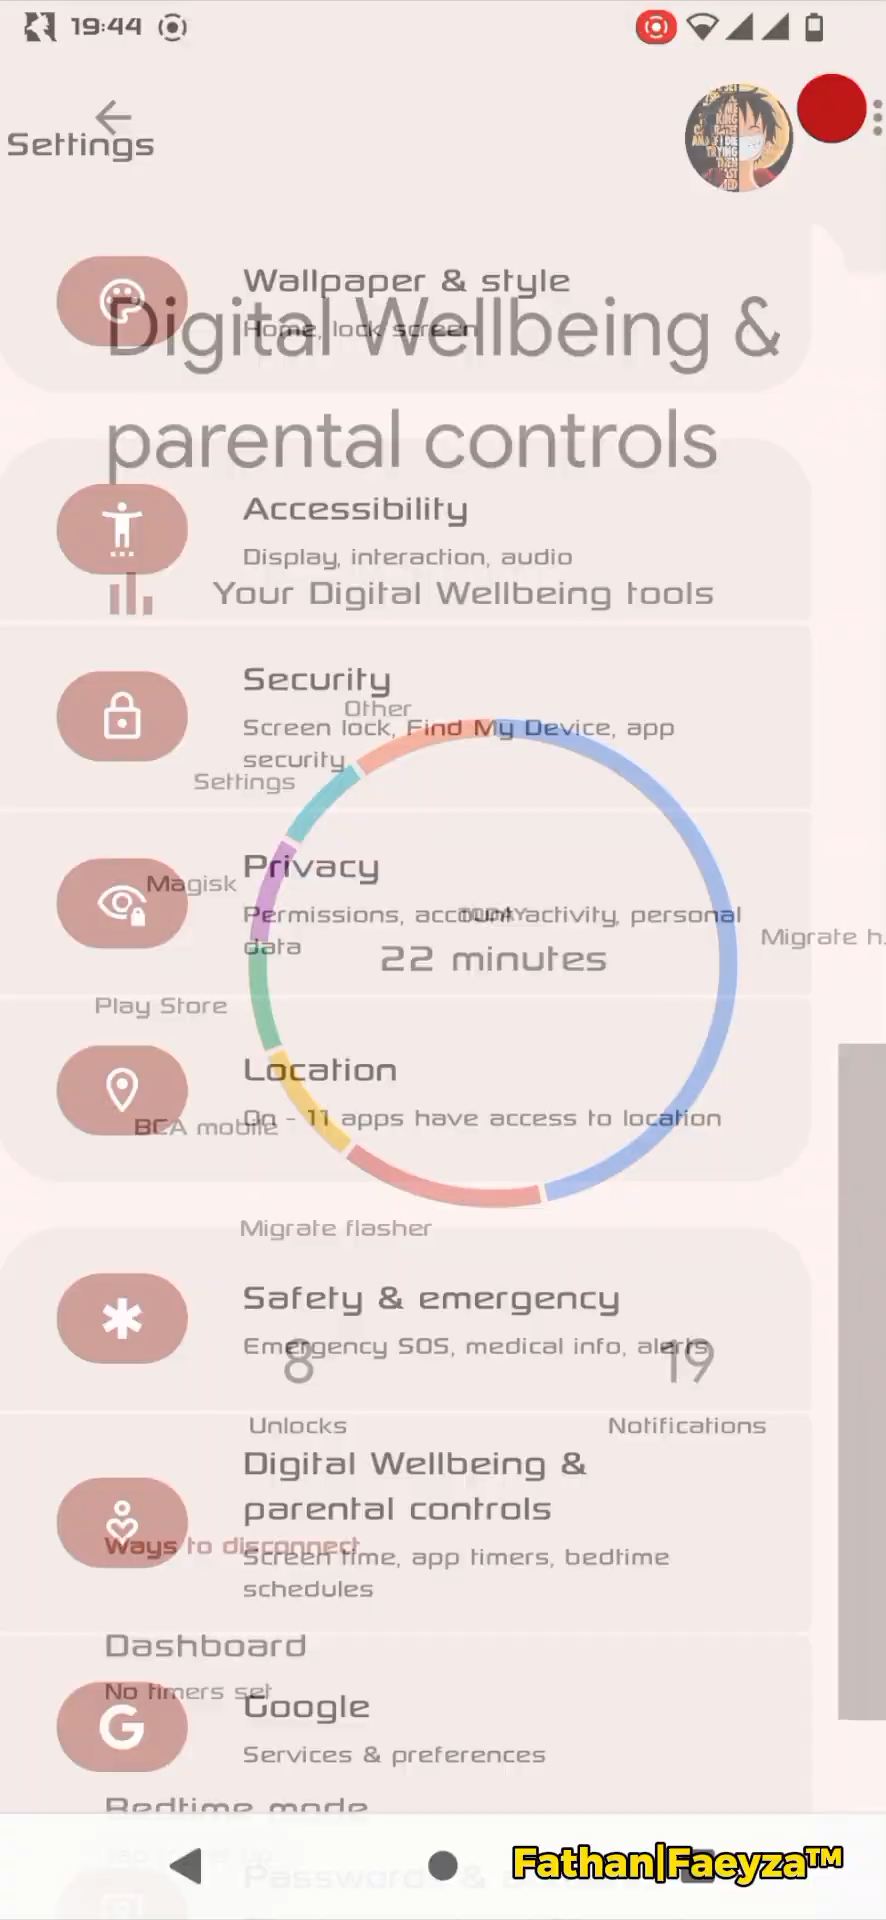 19:44
Settings
Wallpaper & style
Home, lock screen
Digital Wellbeing &
parental controls
Accessibility
Display, interaction, audio
Your Digital Wellbeing tools
Security
Other
Screen lock, Find My Device, app
security
Settings
Privacy
Magisk
Permissions, account activity, personal
data
TODAY
22 minutes
Migrate h.
Play Store
Location
On - 11 apps have access to location
BCA mobile
Migrate flasher
Safety & emergency
Emergency SOS, medical info, alerts
8
19
Unlocks
Notifications
Digital Wellbeing &
parental controls
Ways to disconnect
Screen time, app timers, bedtime
schedules
Dashboard
No timers set
Google
Services & preferences
Bedtime mode
Fathan|Faeyza™